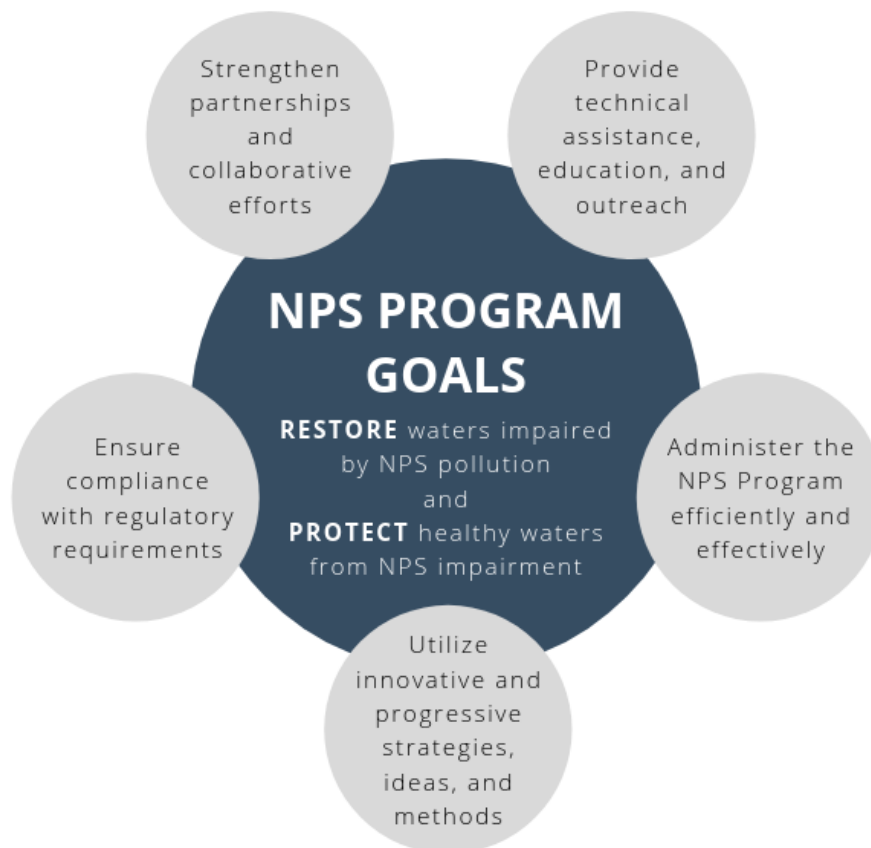 Strengthen
partnerships
and
collaborative
efforts
Provide
technical
assistance,
education, and
outreach
NPS PROGRAM
GOALS
RESTORE waters impaired
by NPS pollution
and
PROTECT healthy waters
from NPS impairment
Ensure
compliance
with regulatory
requirements
Administer the
NPS Program
efficiently and
effectively
Utilize
innovative and
progressive
strategies,
ideas, and
methods